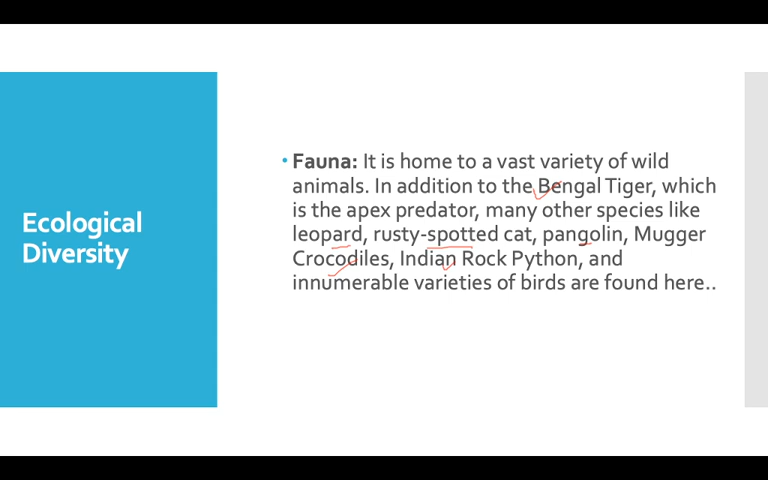 Ecological
Diversity
• Fauna: It is home to a vast variety of wild
animals. In addition to the Bengal Tiger, which
is the apex predator, many other species like
leopard, rusty-spotted cat, pangolin, Mugger
Crocodiles, Indian Rock Python, and
innumerable varieties of birds are found here..